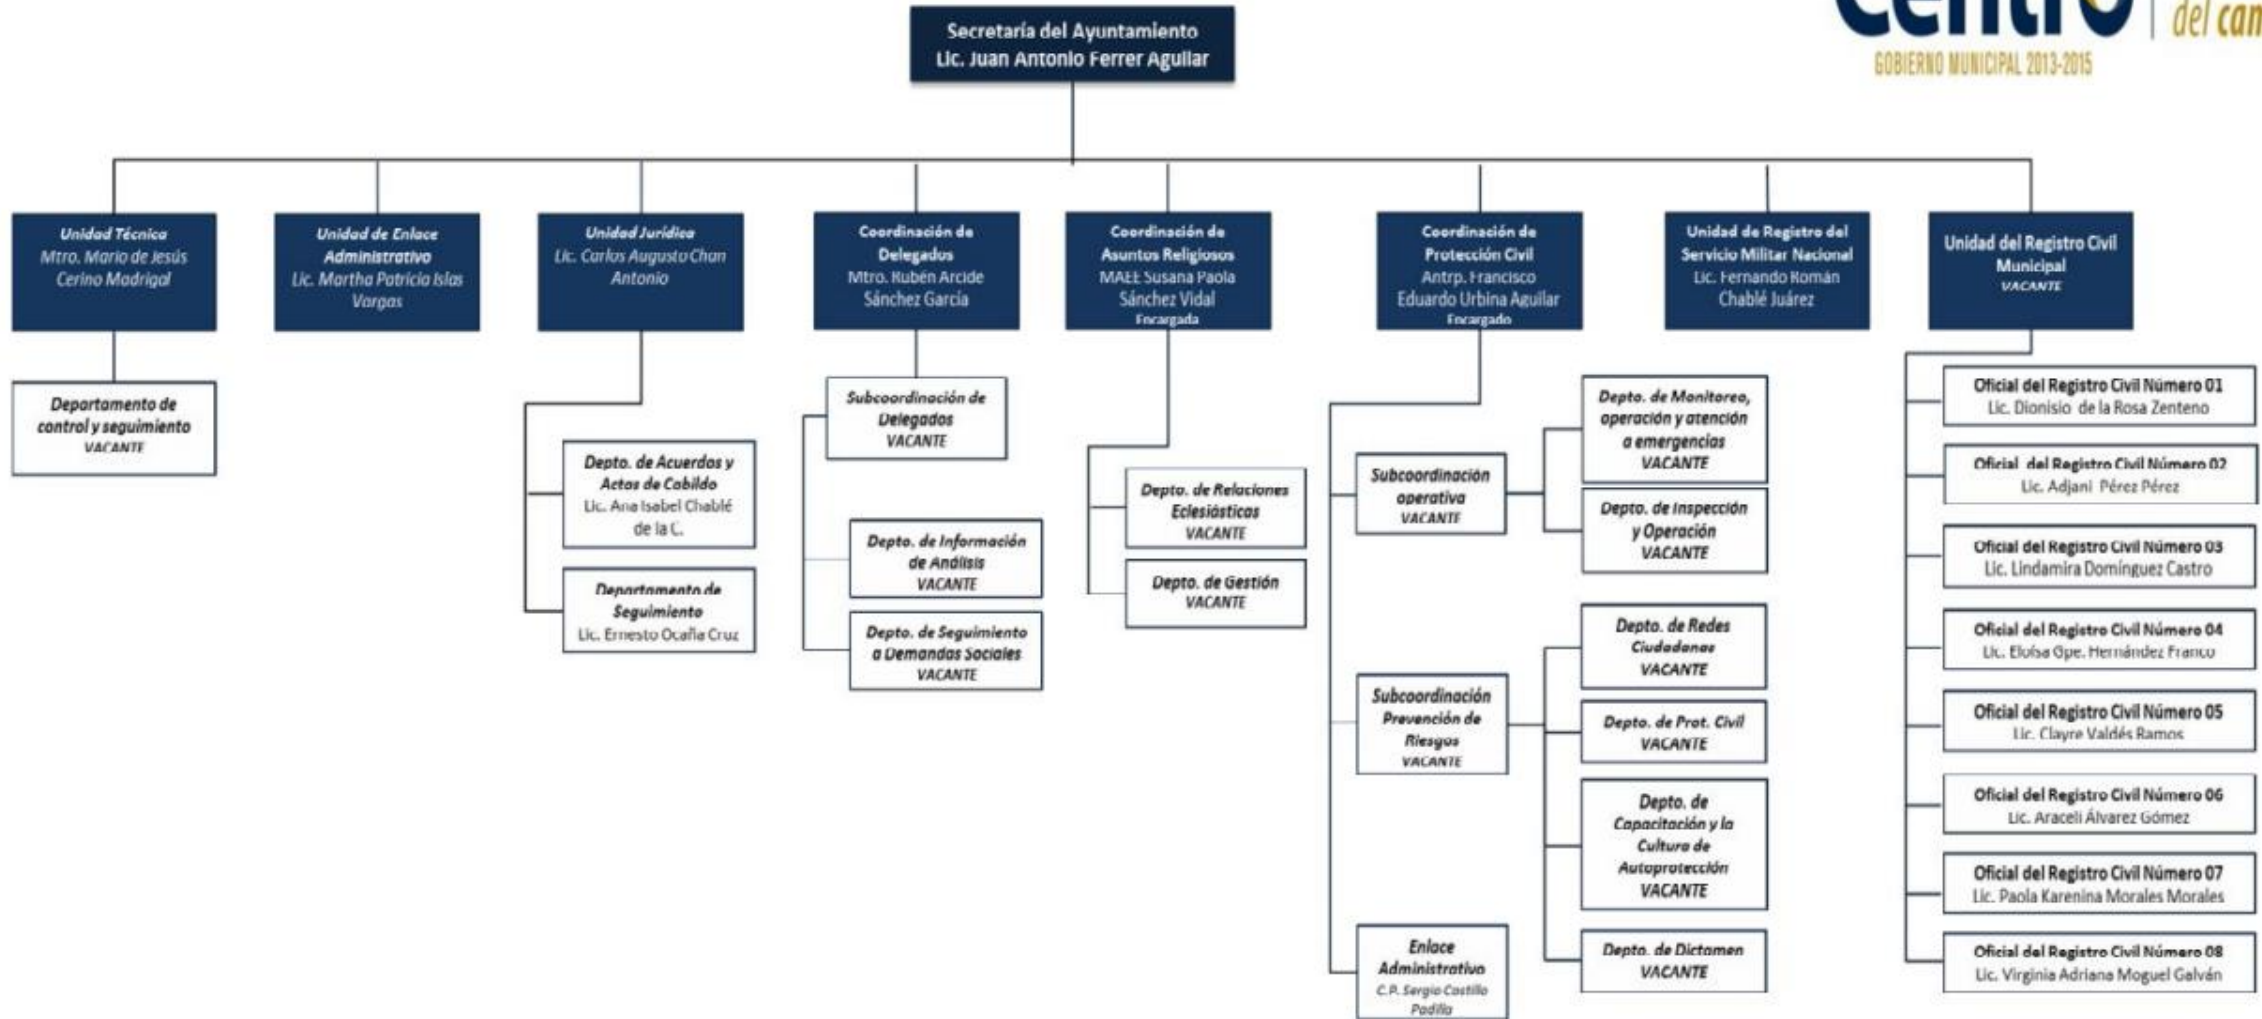 Centro
del
GOBIERNO MUNICIPAL 2013-2015
Secretaría del Ayuntamiento
Lic. Juan Antonio Ferrer Aguilar
Unidad Técnica
Mtro. Mario de Jesús
Cerino Madrigal
Unidad de Enlace
Administrativo
Lic. Martha Patricia Islas
Vargas
Unidad Jurídica
Lic. Carlos Augusto Chan
Antonio
Coordinación de
Delegados
Mtro. Rubén Arcide
Sánchez García
Coordinación de
Asuntos Religiosos
MAEE Susana Paola
Sánchez Vidal
Encargada
Coordinación de
Protección Civil
Antrp. Francisco
Eduardo Urbina Aguilar
Encargado
Unidad de Registro del
Servicio Militar Nacional
Lic. Fernando Román
Chablé Juárez
Unidad del Registro Civil
Municipal
VACANTE
Departamento de
control y seguimiento
VACANTE
Depto. de Acuerdos y
Actas de Cabildo
Lic. Ana Isabel Chablé
de la C.
Departamento de
Seguimiento
Lic. Ernesto Ocaña Cruz
Subcoordinación de
Delegados
VACANTE
Depto. de Información
de Análisis
VACANTE
Depto. de Seguimiento
a Demandas Sociales
VACANTE
Depto. de Relaciones
Eclesiásticas
VACANTE
Depto. de Gestión
VACANTE
Subcoordinación
operativa
VACANTE
Depto. de Monitoreo,
operación y atención
a emergencias
VACANTE
Depto. de Inspección
y Operación
VACANTE
Subcoordinación
Prevención de
Riesgos
VACANTE
Depto. de Redes
Ciudadanas
VACANTE
Depto. de Prot. Civil
VACANTE
Depto. de
Capacitación y la
Cultura de
Autoprotección
VACANTE
Depto. de Dictamen
VACANTE
Enlace
Administrativo
C.P. Sergio Castillo
Padilla
Oficial del Registro Civil Número 01
Lic. Dionisio de la Rosa Zenteno
Oficial del Registro Civil Número 02
Lic. Adjani Pérez Pérez
Oficial del Registro Civil Número 03
Lic. Lindamira Domínguez Castro
Oficial del Registro Civil Número 04
Lic. Eloísa Gpe. Hernández Franco
Oficial del Registro Civil Número 05
Lic. Clayre Valdés Ramos
Oficial del Registro Civil Número 06
Lic. Araceli Álvarez Gómez
Oficial del Registro Civil Número 07
Lic. Paola Karenina Morales Morales
Oficial del Registro Civil Número 08
Lic. Virginia Adriana Moguel Galván